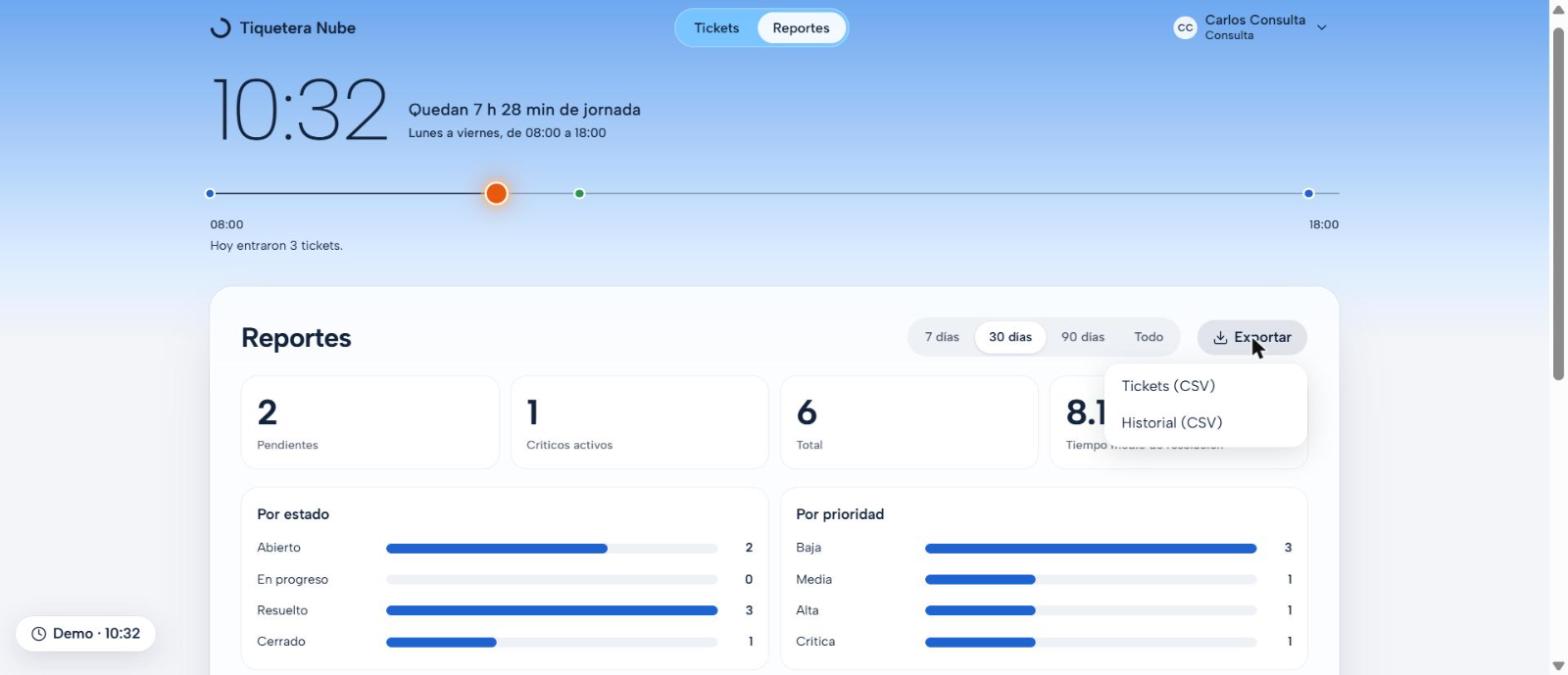 Tiquetera Nube
Tickets
Reportes
CC
Carlos Consulta
Consulta
10:32
Quedan 7 h 28 min de jornada
Lunes a viernes, de 08:00 a 18:00
08:00
18:00
Hoy entraron 3 tickets.
Reportes
7 días
30 días
90 días
Todo
Exportar
Tickets (CSV)
Historial (CSV)
2
Pendientes
1
Críticos activos
6
Total
8.1
Tiempo
Por estado
Abierto 2
En progreso 0
Resuelto 3
Cerrado 1
Por prioridad
Baja 3
Media 1
Alta 1
Crítica 1
Demo · 10:32